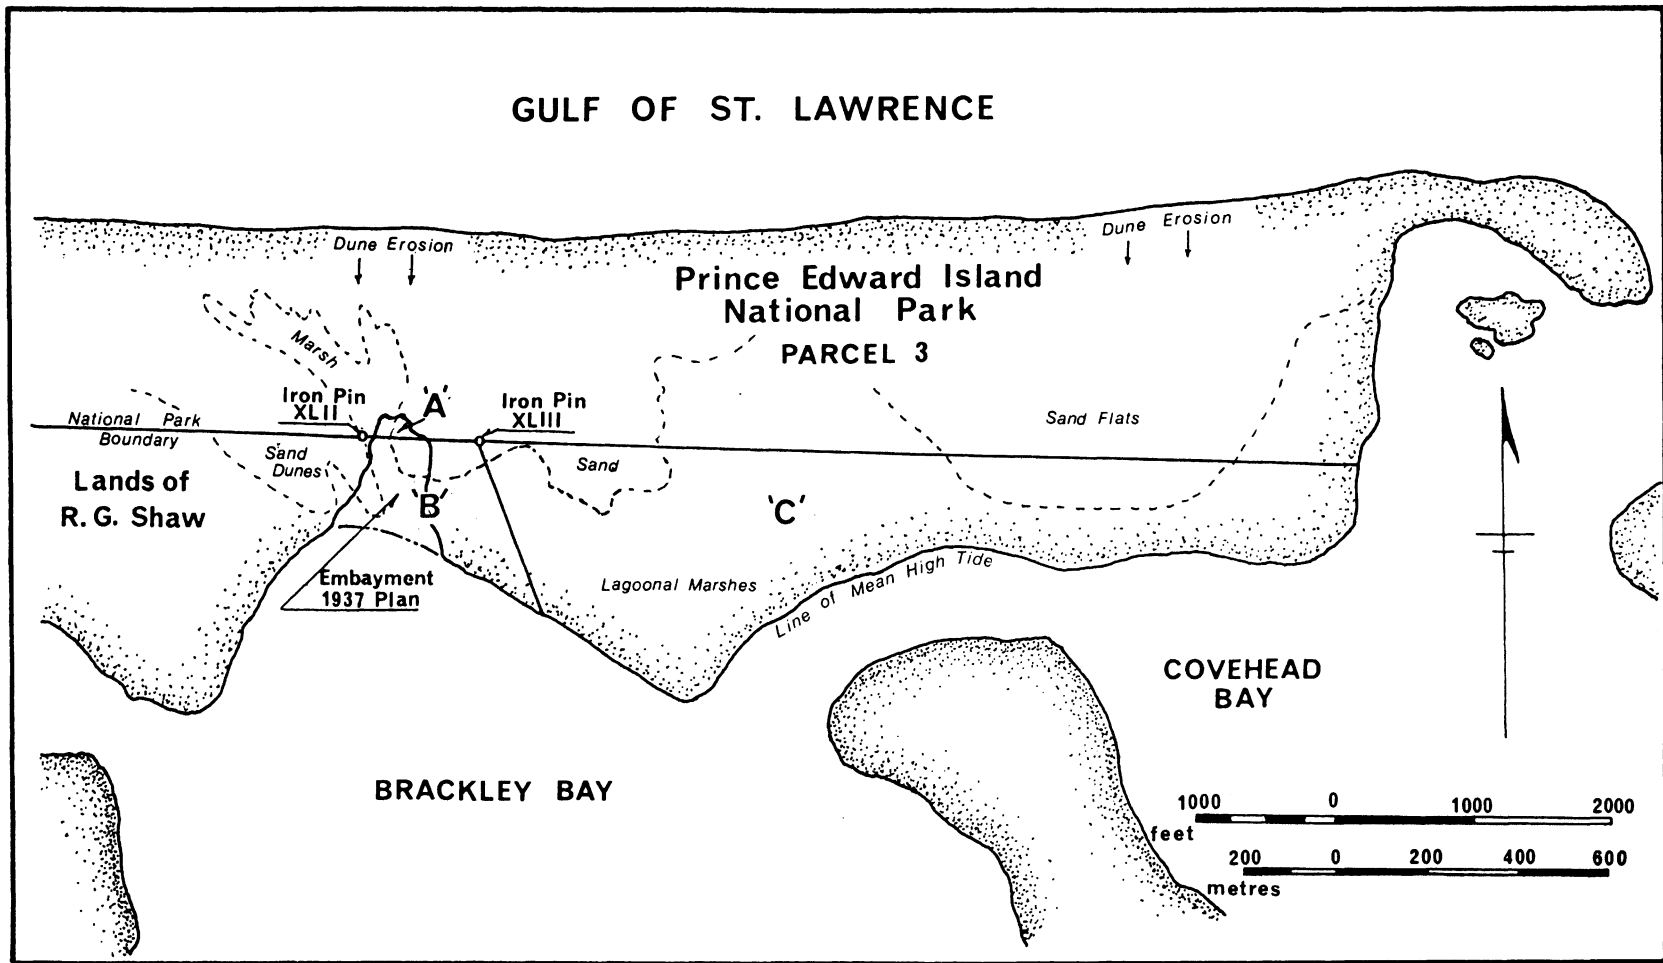 GULF OF ST. LAWRENCE
Dune Erosion
Dune Erosion
Prince Edward Island
National Park
PARCEL 3
Marsh
Iron Pin
XLII
'A'
Iron Pin
XLIII
National Park
Boundary
Sand Flats
Sand
Dunes
Sand
Lands of
R. G. Shaw
'B'
'C'
Embayment
1937 Plan
Lagoonal Marshes
Line of Mean High Tide
COVEHEAD
BAY
BRACKLEY BAY
1000 0 1000 2000
feet
200 0 200 400 600
metres